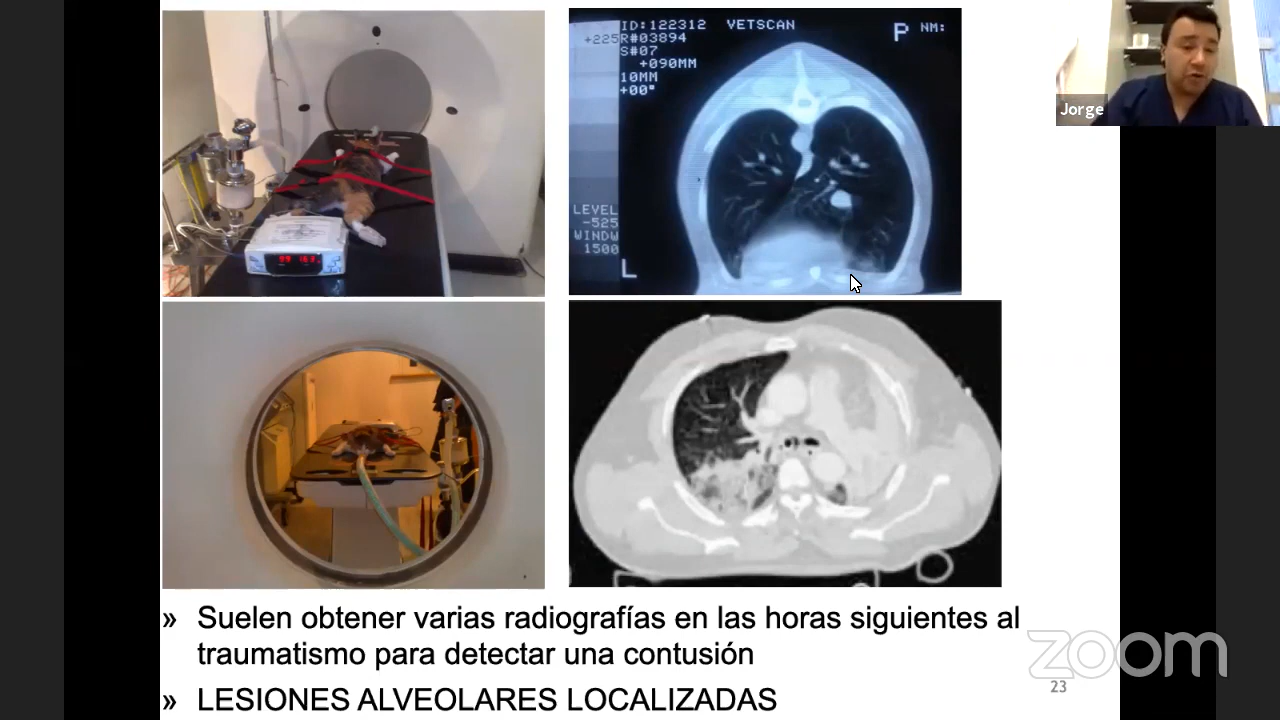 ID:122312 VETSCAN
P NM:
+225
R#03894
S#07
+090MM
10MM
+00°
LEVEL
-525
WINDW
1500
L
Jorge
» Suelen obtener varias radiografías en las horas siguientes al
traumatismo para detectar una contusión
» LESIONES ALVEOLARES LOCALIZADAS
zoom
23